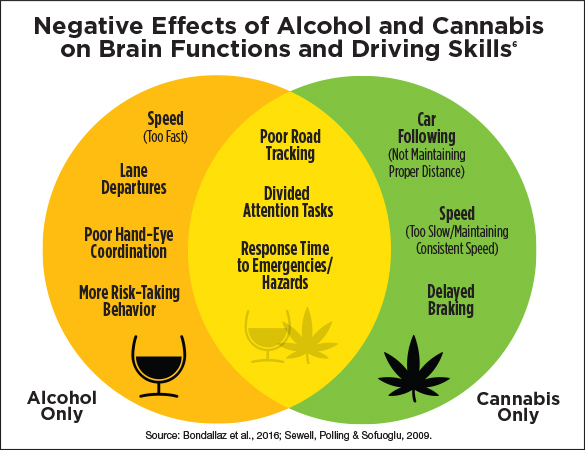 Negative Effects of Alcohol and Cannabis
on Brain Functions and Driving Skills⁶
Speed
(Too Fast)
Lane
Departures
Poor Hand-Eye
Coordination
More Risk-Taking
Behavior
Alcohol
Only
Poor Road
Tracking
Divided
Attention Tasks
Response Time
to Emergencies/
Hazards
Car
Following
(Not Maintaining
Proper Distance)
Speed
(Too Slow/Maintaining
Consistent Speed)
Delayed
Braking
Cannabis
Only
Source: Bondallaz et al., 2016; Sewell, Polling & Sofuoglu, 2009.